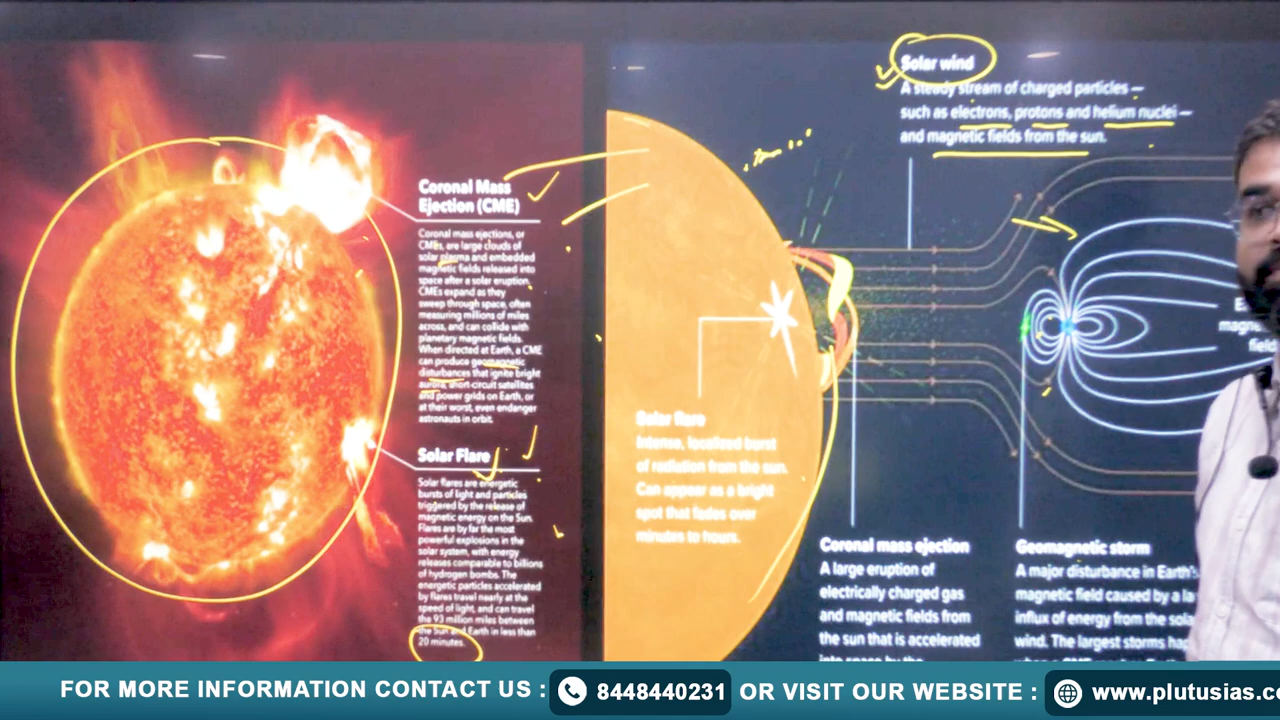 Coronal Mass
Ejection (CME)
Coronal mass ejections, or
CMEs, are large clouds of
solar plasma and embedded
magnetic fields released into
space after a solar eruption.
CMEs expand as they
sweep through space, often
measuring millions of miles
across, and can collide with
planetary magnetic fields.
When directed at Earth, a CME
can produce geomagnetic
disturbances that ignite bright
aurora, short-circuit satellites
and power grids on Earth, or
at their worst, even endanger
astronauts in orbit.
Solar Flare
Solar flares are energetic
bursts of light and particles
triggered by the release of
magnetic energy on the Sun.
Flares are by far the most
powerful explosions in the
solar system, with energy
releases comparable to billions
of hydrogen bombs. The
energetic particles accelerated
by flares travel nearly at the
speed of light, and can travel
the 93 million miles between
the Sun and Earth in less than
20 minutes.
Solar wind
A steady stream of charged particles —
such as electrons, protons and helium nuclei —
and magnetic fields from the sun.
Solar flare
Intense, localised burst
of radiation from the sun.
Can appear as a bright
spot that fades over
minutes to hours.
Coronal mass ejection
A large eruption of
electrically charged gas
and magnetic fields from
the sun that is accelerated
into space by the
Geomagnetic storm
A major disturbance in Earth's
magnetic field caused by a la
influx of energy from the sola
wind. The largest storms hap
E
magne
field
FOR MORE INFORMATION CONTACT US : 8448440231 OR VISIT OUR WEBSITE : www.plutusias.co